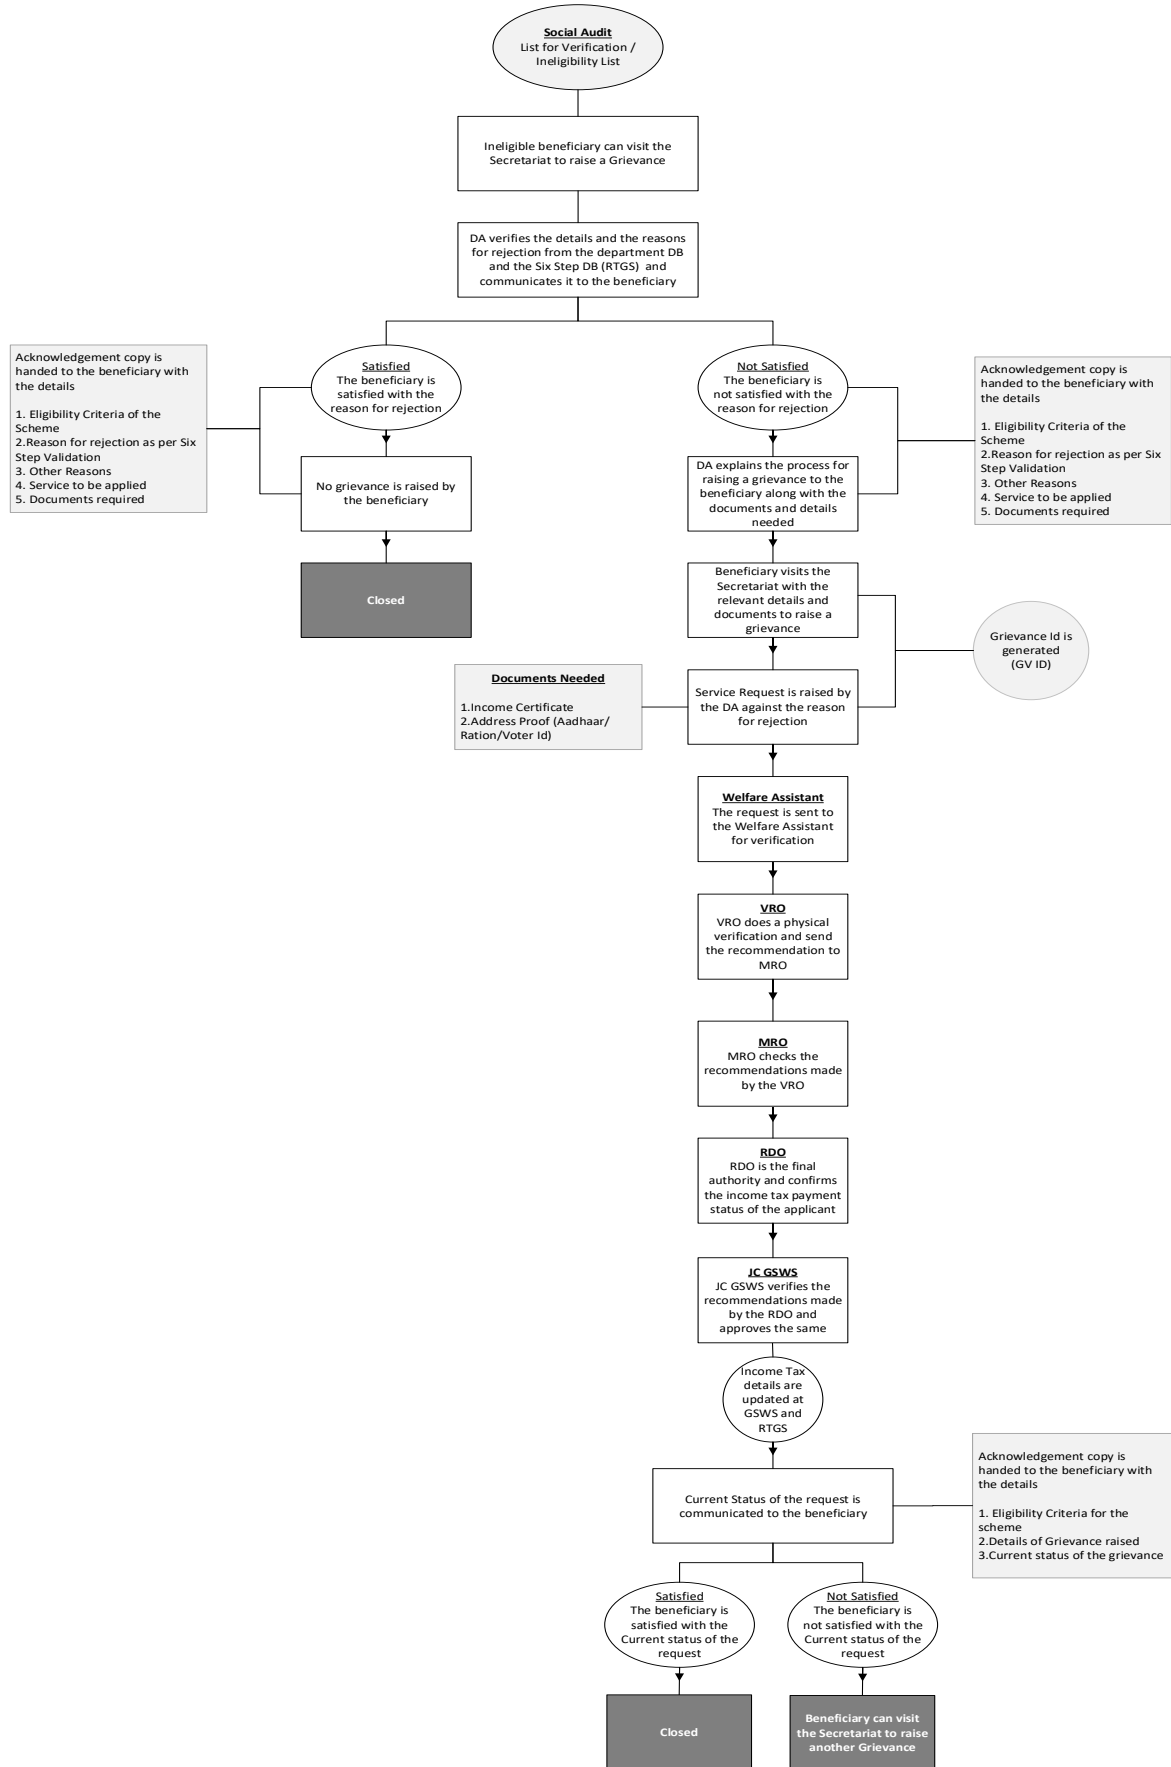 Social Audit
List for Verification /
Ineligibility List
Ineligible beneficiary can visit the
Secretariat to raise a Grievance
DA verifies the details and the reasons
for rejection from the department DB
and the Six Step DB (RTGS) and
communicates it to the beneficiary
Acknowledgement copy is
handed to the beneficiary with
the details
1. Eligibility Criteria of the
Scheme
2.Reason for rejection as per Six
Step Validation
3. Other Reasons
4. Service to be applied
5. Documents required
Satisfied
The beneficiary is
satisfied with the
reason for rejection
No grievance is raised by
the beneficiary
Closed
Not Satisfied
The beneficiary is
not satisfied with the
reason for rejection
Acknowledgement copy is
handed to the beneficiary with
the details
1. Eligibility Criteria of the
Scheme
2.Reason for rejection as per Six
Step Validation
3. Other Reasons
4. Service to be applied
5. Documents required
DA explains the process for
raising a grievance to the
beneficiary along with the
documents and details
needed
Beneficiary visits the
Secretariat with the
relevant details and
documents to raise a
grievance
Grievance Id is
generated
(GV ID)
Documents Needed
1.Income Certificate
2.Address Proof (Aadhaar/
Ration/Voter Id)
Service Request is raised by
the DA against the reason
for rejection
Welfare Assistant
The request is sent to
the Welfare Assistant
for verification
VRO
VRO does a physical
verification and send
the recommendation to
MRO
MRO
MRO checks the
recommendations made
by the VRO
RDO
RDO is the final
authority and confirms
the income tax payment
status of the applicant
JC GSWS
JC GSWS verifies the
recommendations made
by the RDO and
approves the same
Income Tax
details are
updated at
GSWS and
RTGS
Current Status of the request is
communicated to the beneficiary
Acknowledgement copy is
handed to the beneficiary with
the details
1. Eligibility Criteria for the
scheme
2.Details of Grievance raised
3.Current status of the grievance
Satisfied
The beneficiary is
satisfied with the
Current status of the
request
Not Satisfied
The beneficiary is
not satisfied with the
Current status of the
request
Closed
Beneficiary can visit
the Secretariat to raise
another Grievance